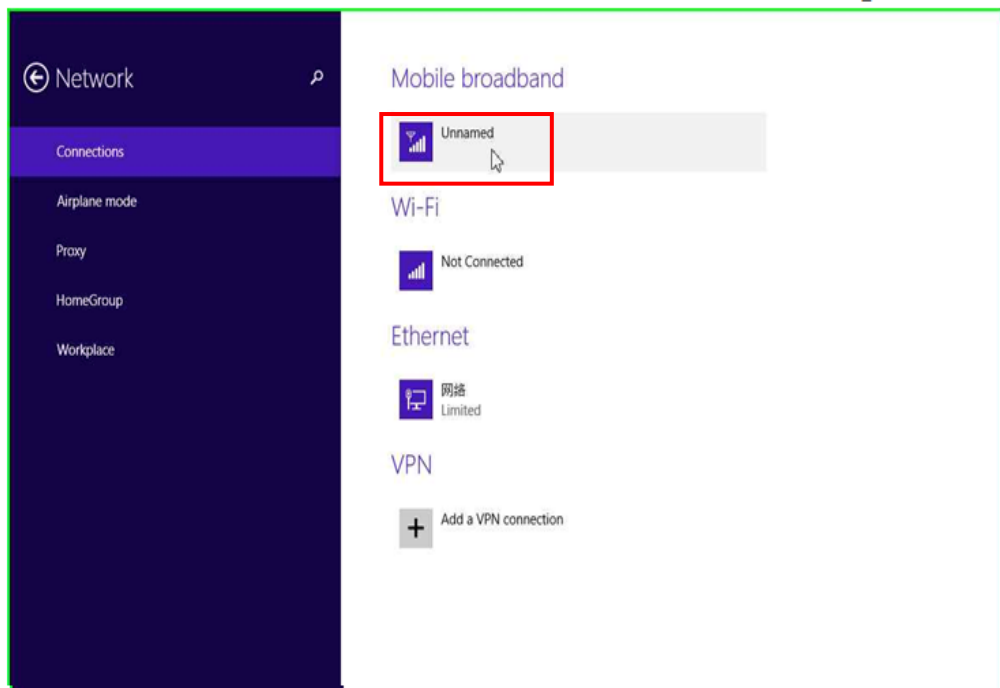 Network
Connections
Airplane mode
Proxy
HomeGroup
Workplace
Mobile broadband
Unnamed
Wi-Fi
Not Connected
Ethernet
网络
Limited
VPN
Add a VPN connection